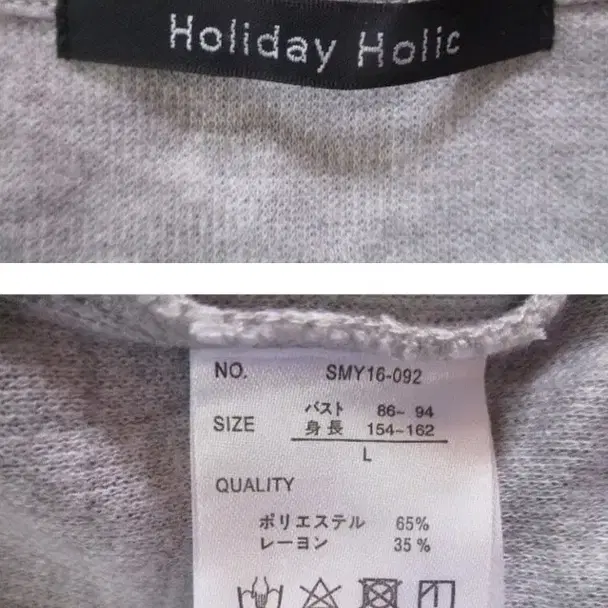 Holiday Holic
NO. SMY16-092
SIZE バスト 86~ 94
身長 154~162
L
QUALITY
ポリエステル 65%
レーヨン 35%